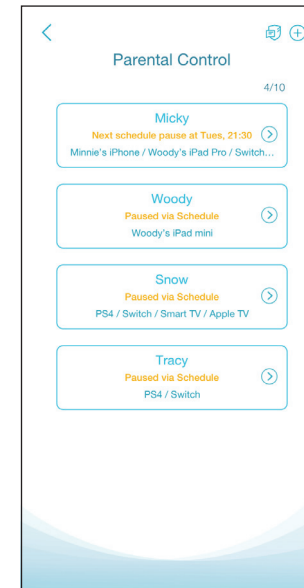 Parental Control
4/10
Micky
Next schedule pause at Tues, 21:30
Minnie's iPhone / Woody's iPad Pro / Switch...
Woody
Paused via Schedule
Woody's iPad mini
Snow
Paused via Schedule
PS4 / Switch / Smart TV / Apple TV
Tracy
Paused via Schedule
PS4 / Switch